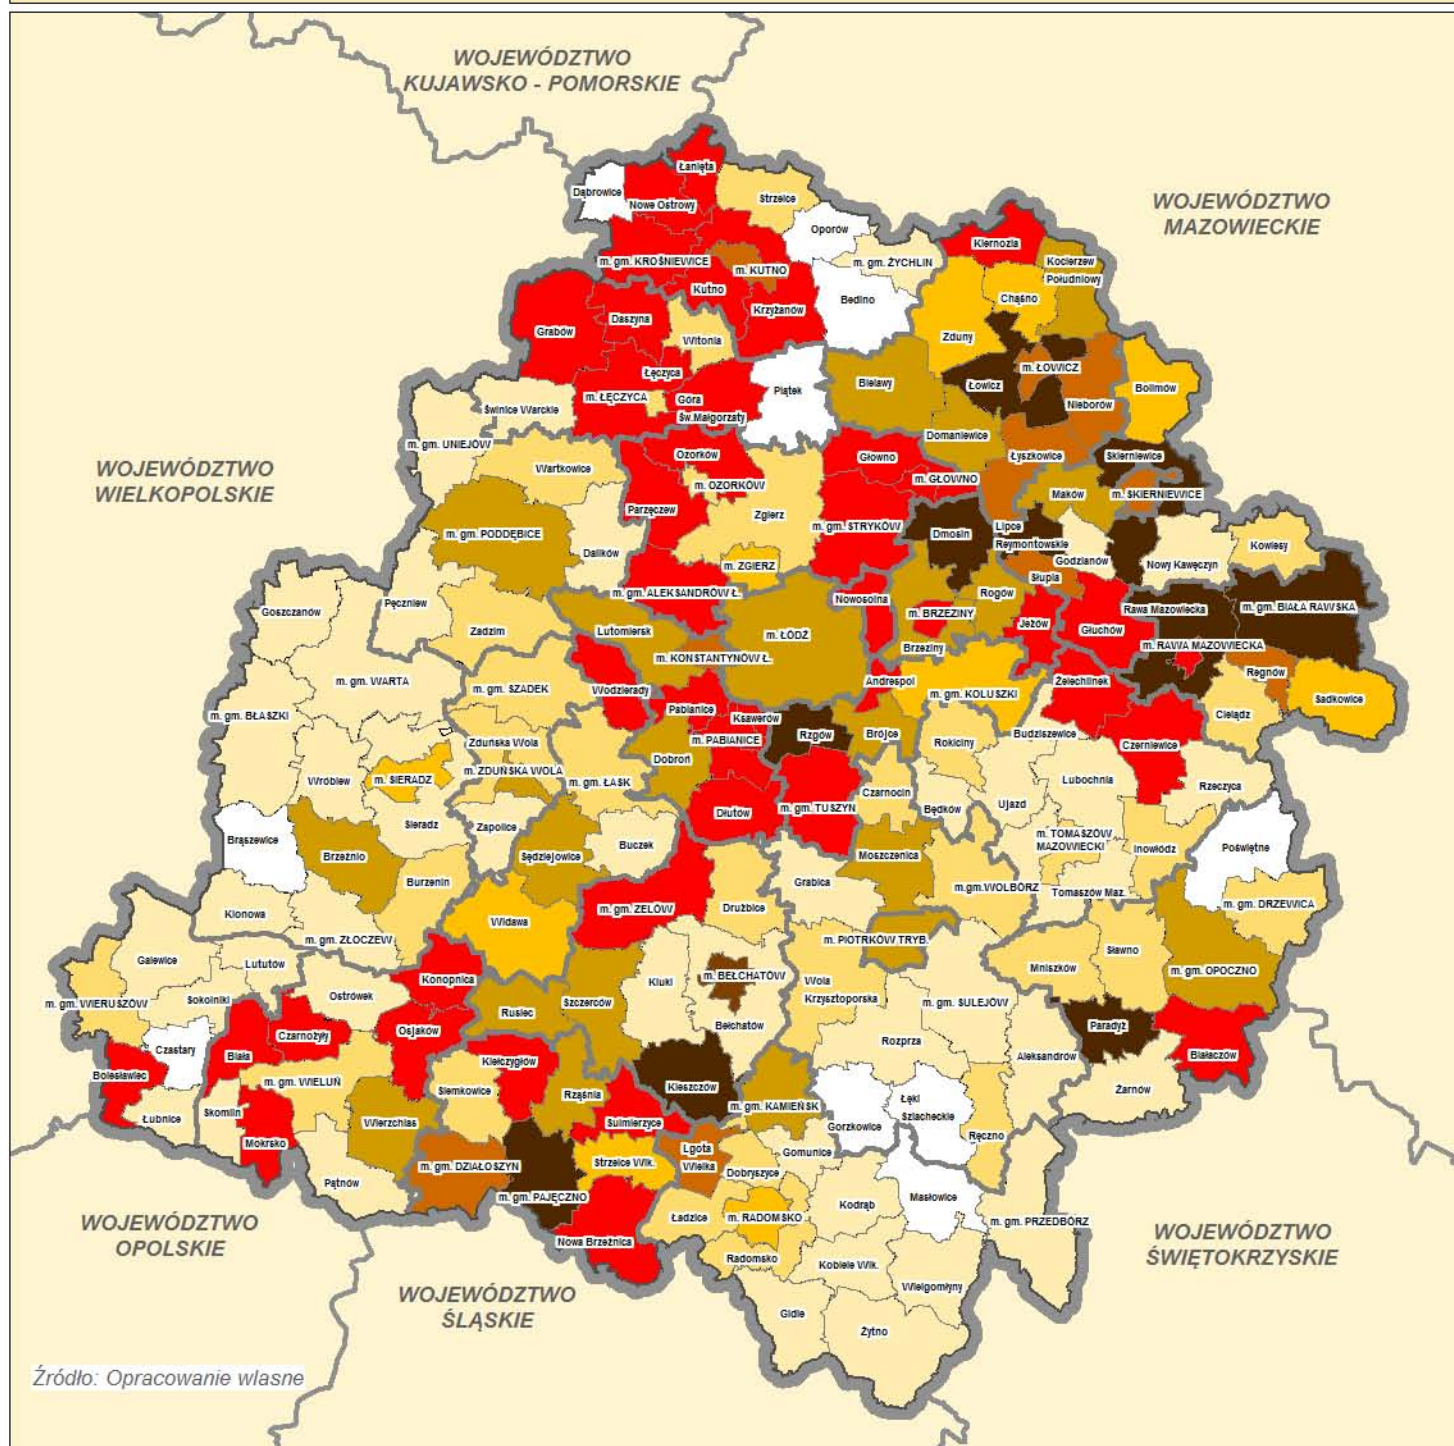 WOJEWÓDZTWO
KUJAWSKO - POMORSKIE
WOJEWÓDZTWO
MAZOWIECKIE
Łanięta
Dąbrowice
Nowe Ostrowy
Strzelce
Oporów
Kiernozia
m. gm. KROŚNIEWICE
m. KUTNO
m. gm. ŻYCHLIN
Kocierzew
Południowy
Kutno
Bedlno
Chąśno
Krzyżanów
Grabów
Daszyna
Witonia
Zduny
Łęczyca
m. ŁĘCZYCA
Góra
Św.Małgorzaty
Piątek
Bielawy
Łowicz
m. ŁOWICZ
Bolimów
Nieborów
Świnice Warckie
m. gm. UNIEJÓW
Domaniewice
Łyszkowice
Skierniewice
WOJEWÓDZTWO
WIELKOPOLSKIE
Wartkowice
Ozorków
m. OZORKÓW
Głowno
m. GŁOWNO
Maków
m. SKIERNIEWICE
Parzęczew
Zgierz
m. gm. STRYKÓW
Lipce
Reymontowskie
m. gm. PODDĘBICE
Dalików
m. ZGIERZ
Dmosin
Godzianów
Nowy Kawęczyn
Kowiesy
m. gm. ALEKSANDRÓW Ł.
Słupia
Goszczanów
Pęczniew
Nowosolna
m. BRZEZINY
Rogów
Jeżów
Głuchów
Rawa Mazowiecka
m. gm. BIAŁA RAWSKA
Zadzim
Lutomiersk
m. ŁÓDŹ
m. KONSTANTYNÓW Ł.
Brzeziny
m. RAWA MAZOWIECKA
Regnów
m. gm. WARTA
m. gm. SZADEK
Wodzierady
Andrespol
m. gm. KOLUSZKI
Żelechlinek
Sadkowice
m. gm. BŁASZKI
Pabianice
Ksawerów
m. PABIANICE
Rzgów
Brójce
Rokiciny
Budziszewice
Cielądz
Czerniewice
Zduńska Wola
m. ZDUŃSKA WOLA
Dobroń
Wróblew
m. SIERADZ
m. gm. ŁASK
Lubochnia
Rzeczyca
Czarnocin
Będków
Ujazd
Dłutów
m. gm. TUSZYN
Sieradz
Zapolice
Brąszewice
Brzeźnio
Sędziejowice
Buczek
Moszczenica
m. TOMASZÓW
MAZOWIECKI
Inowłódz
Poświętne
Burzenin
Grabica
m.gm.WOLBÓRZ
Tomaszów Maz.
m. gm. DRZEWICA
Klonowa
Widawa
m. gm. ZELÓW
Drużbice
m. gm. ZŁOCZEW
m. PIOTRKÓW TRYB.
Sławno
Galewice
Lututów
Konopnica
Mniszków
m. gm. OPOCZNO
Kluki
m. BEŁCHATÓW
Wola
Krzysztoporska
m. gm. WIERUSZÓW
Sokolniki
Ostrówek
Szczerców
Rusiec
Bełchatów
m. gm. SULEJÓW
Paradyż
Białaczów
Czastary
Biała
Czarnożyły
Osjaków
Rozprza
Aleksandrów
Bolesławiec
Kiełczygłów
Siemkowice
m. gm. WIELUŃ
Rząśnia
Kleszczów
Łęki
Szlacheckie
Żarnów
Łubnice
Skomlin
m. gm. KAMIEŃSK
Gorzkowice
Wierzchlas
Sulmierzyce
Ręczno
Mokrsko
Lgota
Wielka
Gomunice
Strzelce Wlk.
Dobryszyce
m. gm. DZIAŁOSZYN
Pątnów
m. gm. PAJĘCZNO
Kodrąb
Masłowice
Ładzice
m. RADOMSKO
m. gm. PRZEDBÓRZ
Nowa Brzeźnica
Radomsko
Kobiele Wlk.
Wielgomłyny
WOJEWÓDZTWO
OPOLSKIE
WOJEWÓDZTWO
ŚWIĘTOKRZYSKIE
WOJEWÓDZTWO
ŚLĄSKIE
Gidle
Żytno
Źródło: Opracowanie własne